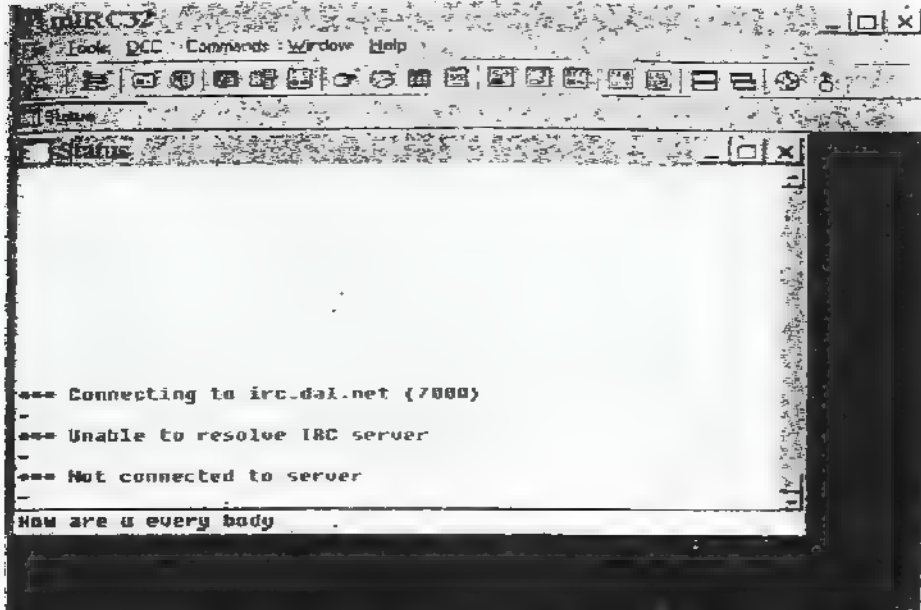 mIRC32
Tools DCC Commands Window Help
Status
Status
*** Connecting to irc.dal.net (7000)
-
*** Unable to resolve IRC server
-
*** Not connected to server
-
How are u every body